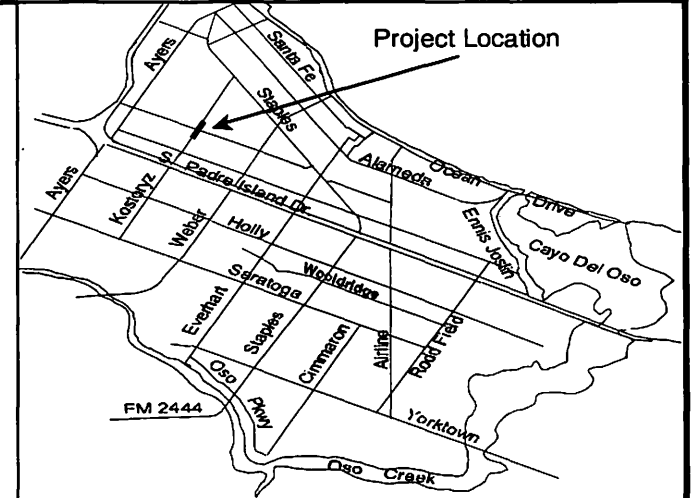 Project Location
Ayers
Santa Fe
Staples
Alameda
Ocean
Drive
S. Padre Island Dr.
Ayers
Kostoryz
Weber
Holly
Ennis Joslin
Cayo Del Oso
Saratoga
Wooldridge
Everhart
Staples
Cimmaron
Airline
Rodd Field
Oso
Pkwy
FM 2444
Yorktown
Oso Creek